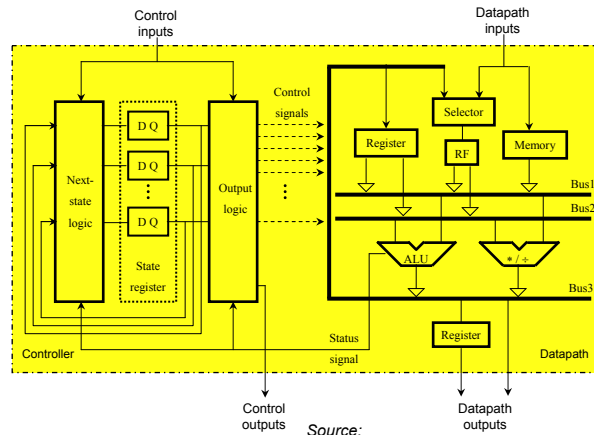 Control
inputs
Datapath
inputs
Control
signals
Selector
Register
RF
Memory
Bus1
Bus2
Bus3
D Q
D Q
D Q
Next-
state
logic
Output
logic
State
register
ALU
* / ÷
Register
Status
signal
Controller
Datapath
Control
outputs
Datapath
outputs
Source: